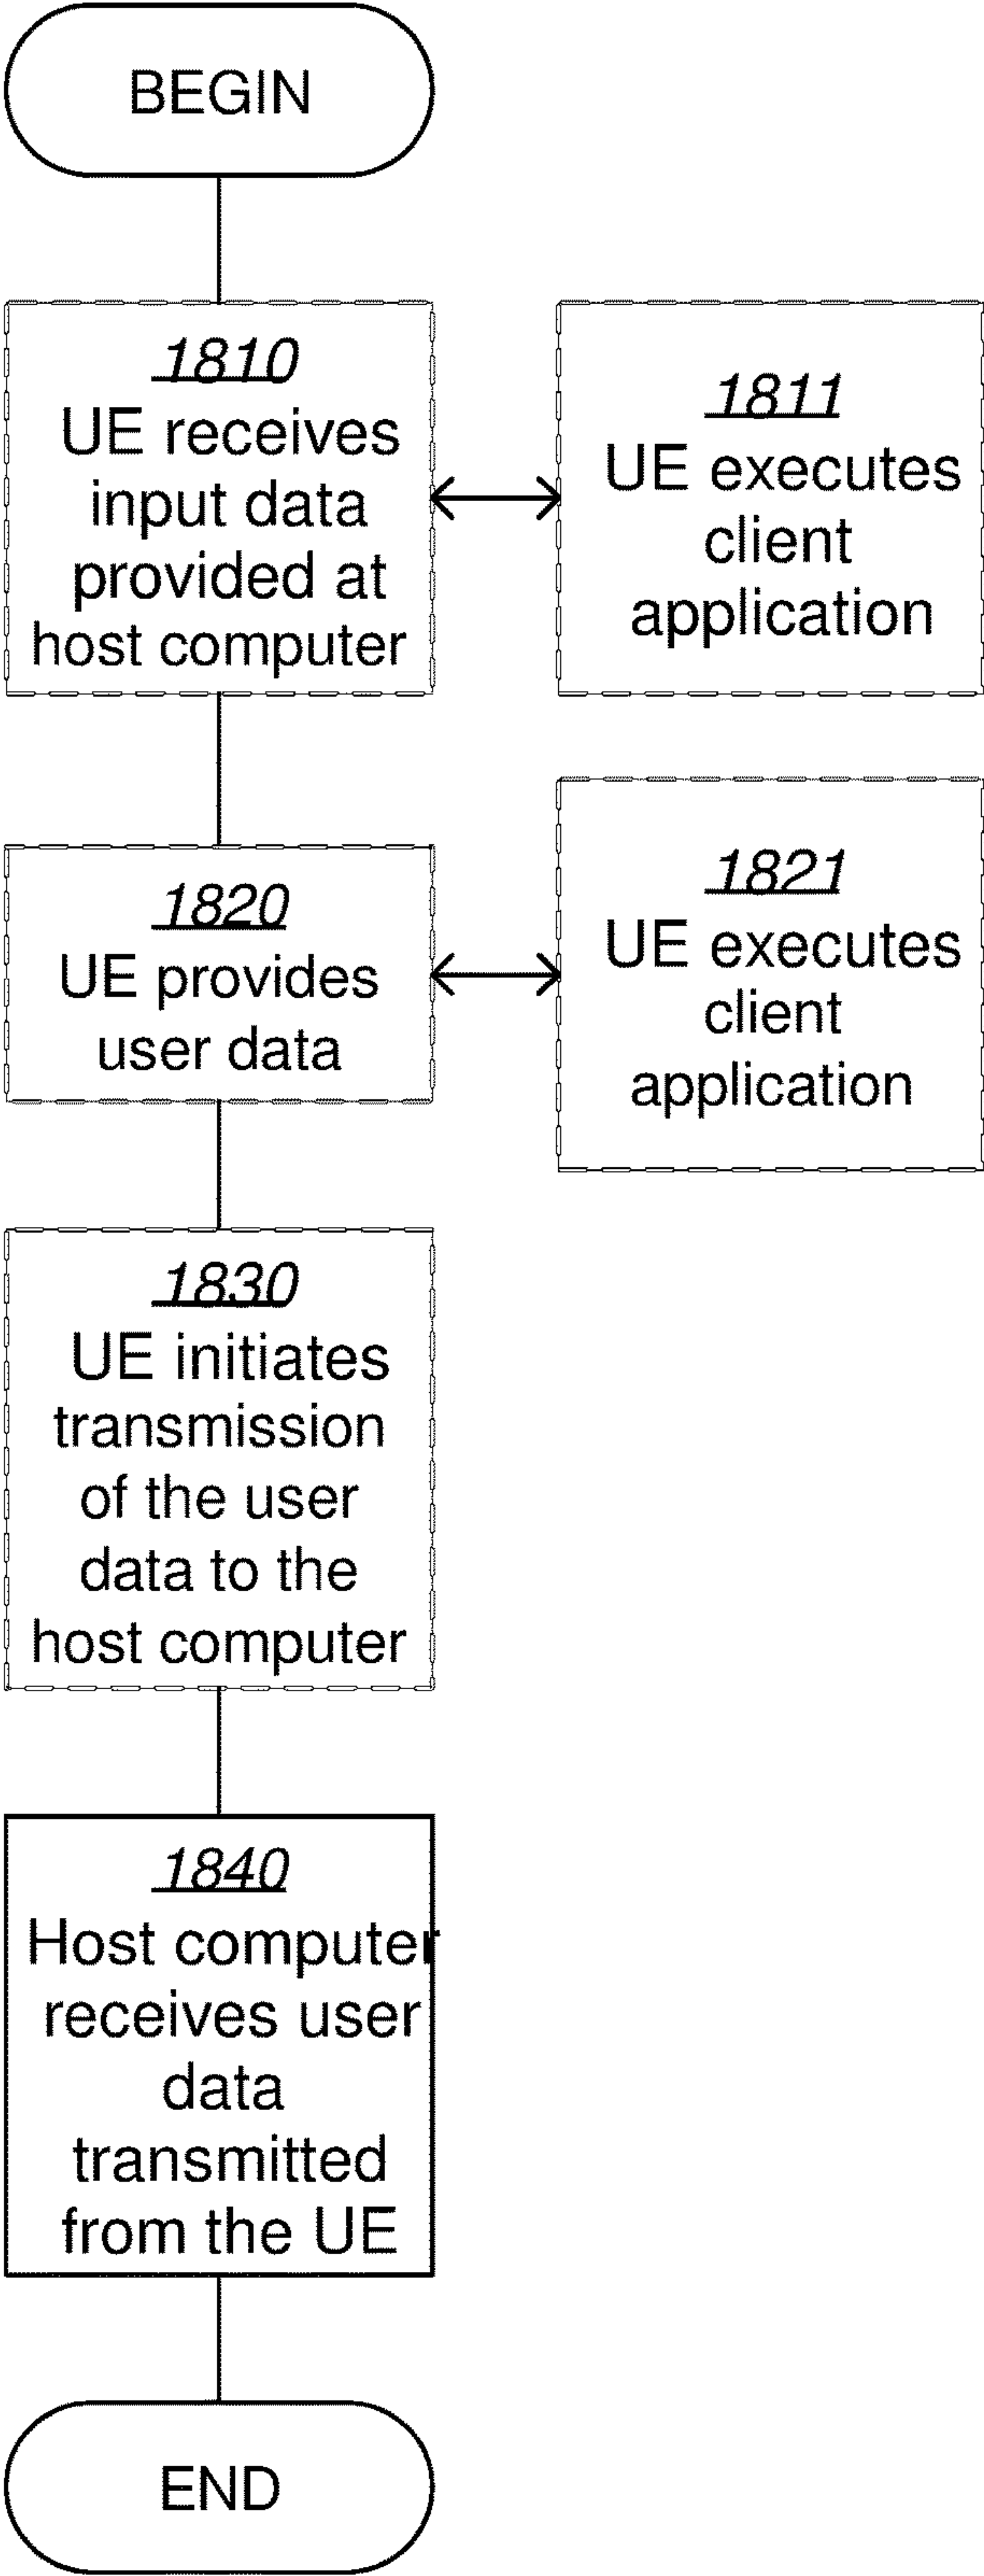 BEGIN
1810
UE receives
input data
provided at
host computer
1811
UE executes
client
application
1820
UE provides
user data
1821
UE executes
client
application
1830
UE initiates
transmission
of the user
data to the
host computer
1840
Host computer
receives user
data
transmitted
from the UE
END